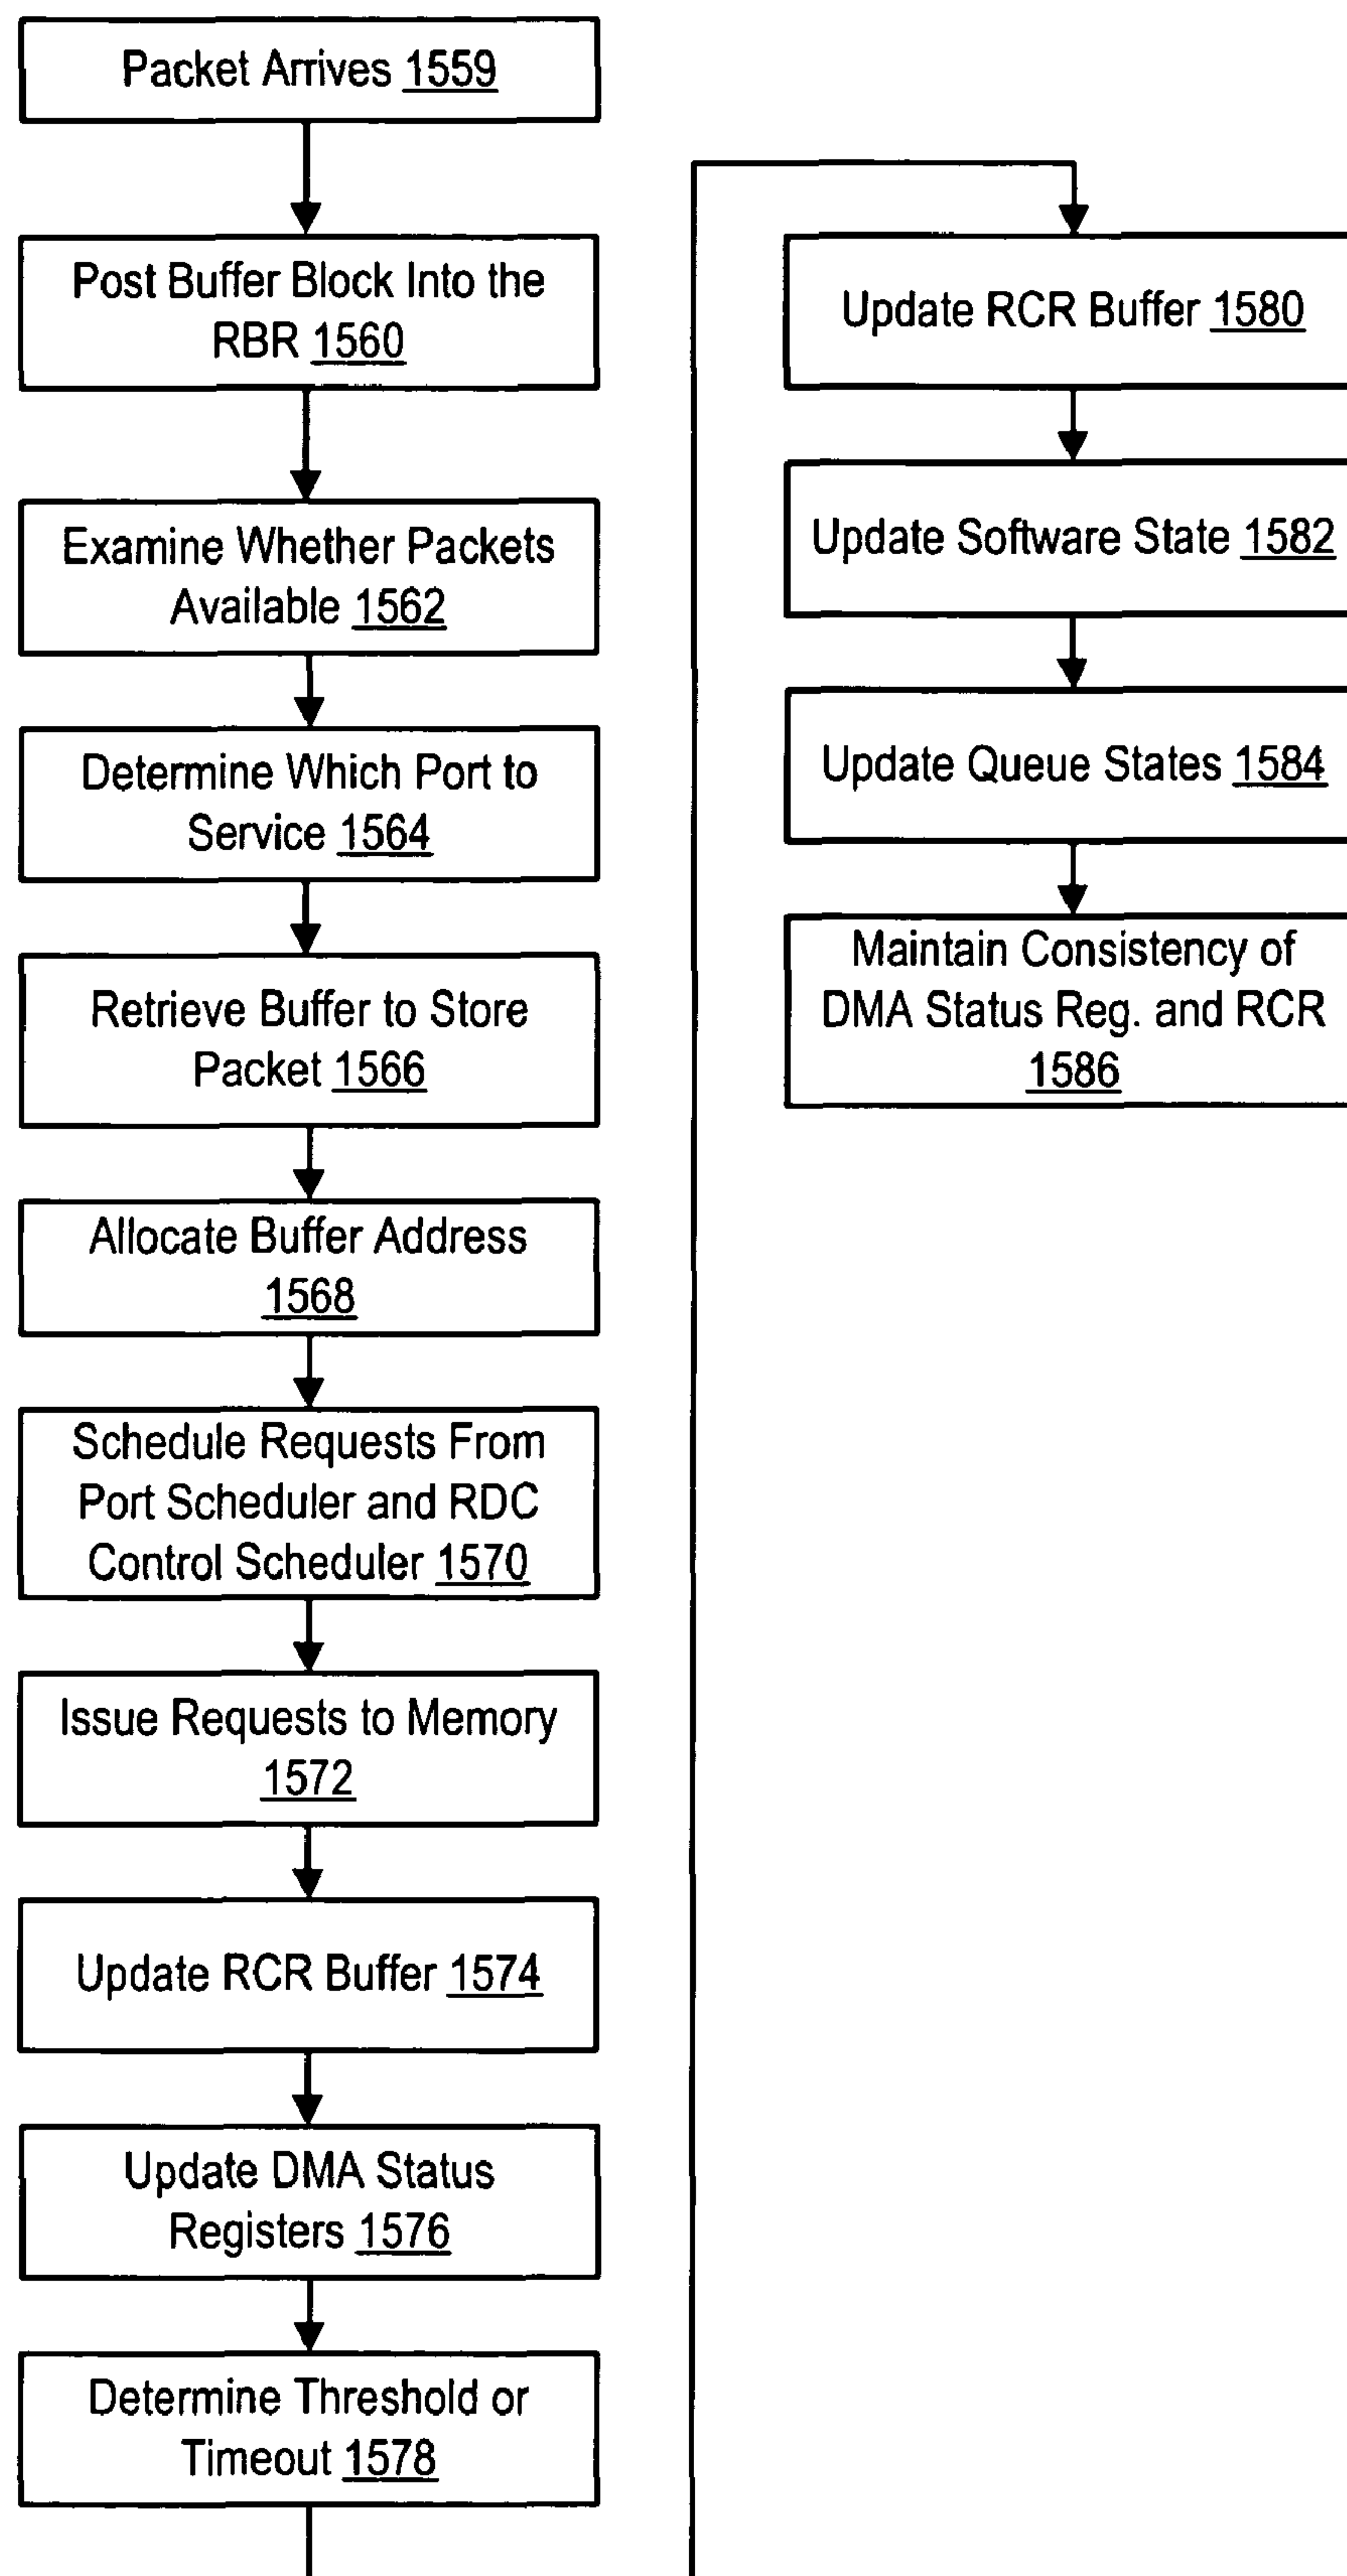 Packet Arrives 1559
Post Buffer Block Into the
RBR 1560
Examine Whether Packets
Available 1562
Determine Which Port to
Service 1564
Retrieve Buffer to Store
Packet 1566
Allocate Buffer Address
1568
Schedule Requests From
Port Scheduler and RDC
Control Scheduler 1570
Issue Requests to Memory
1572
Update RCR Buffer 1574
Update DMA Status
Registers 1576
Determine Threshold or
Timeout 1578
Update RCR Buffer 1580
Update Software State 1582
Update Queue States 1584
Maintain Consistency of
DMA Status Reg. and RCR
1586